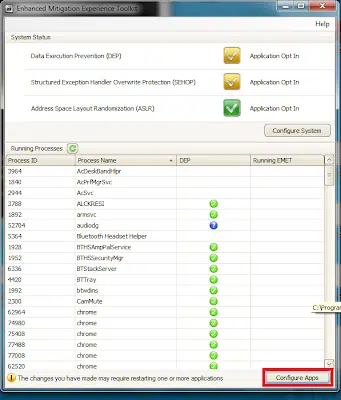 Enhanced Mitigation Experience Toolkit
Help
System Status
Data Execution Prevention (DEP) Application Opt In
Structured Exception Handler Overwrite Protection (SEHOP) Application Opt In
Address Space Layout Randomization (ASLR) Application Opt In
Configure System
Running Processes
Process ID Process Name DEP Running EMET
3964 AcDeskBandHlpr
1840 AcPrfMgrSvc
2944 AcSvc
3788 ALCKRESI
1892 armsvc
52704 audiodg
5364 Bluetooth Headset Helper
1928 BTHSAmpPalService
1952 BTHSSecurityMgr
6336 BTStackServer
4420 BTTray
1992 btwdins
2300 CamMute
62964 chrome
74980 chrome
75408 chrome
77488 chrome
77008 chrome
62520 chrome
C:\Program
The changes you have made may require restarting one or more applications
Configure Apps